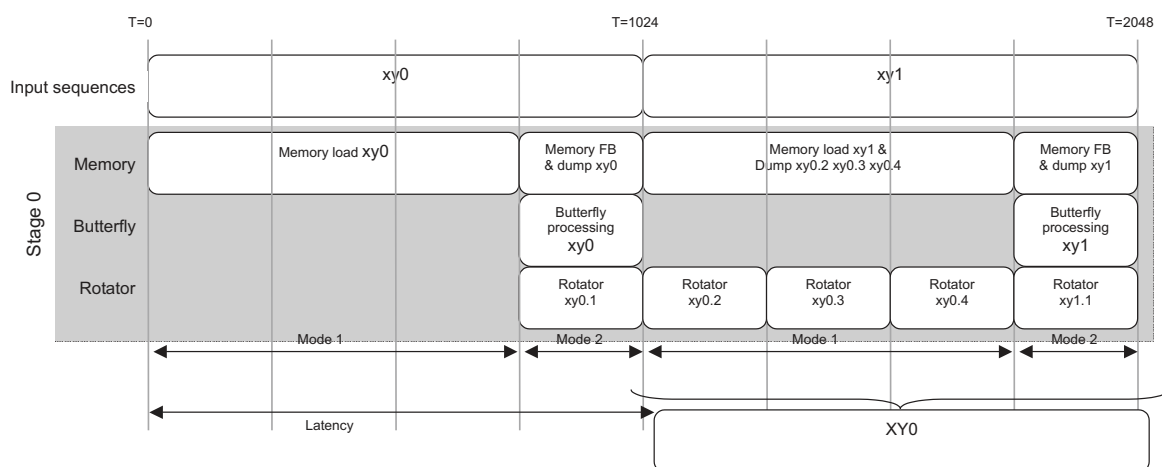 T=0 T=1024 T=2048
Input sequences xy0 xy1
Stage 0
Memory
Memory load xy0
Memory FB
& dump xy0
Memory load xy1 &
Dump xy0.2 xy0.3 xy0.4
Memory FB
& dump xy1
Butterfly
Butterfly
processing
xy0
Butterfly
processing
xy1
Rotator
Rotator
xy0.1
Rotator
xy0.2
Rotator
xy0.3
Rotator
xy0.4
Rotator
xy1.1
Mode 1 Mode 2 Mode 1 Mode 2
Latency
XY0